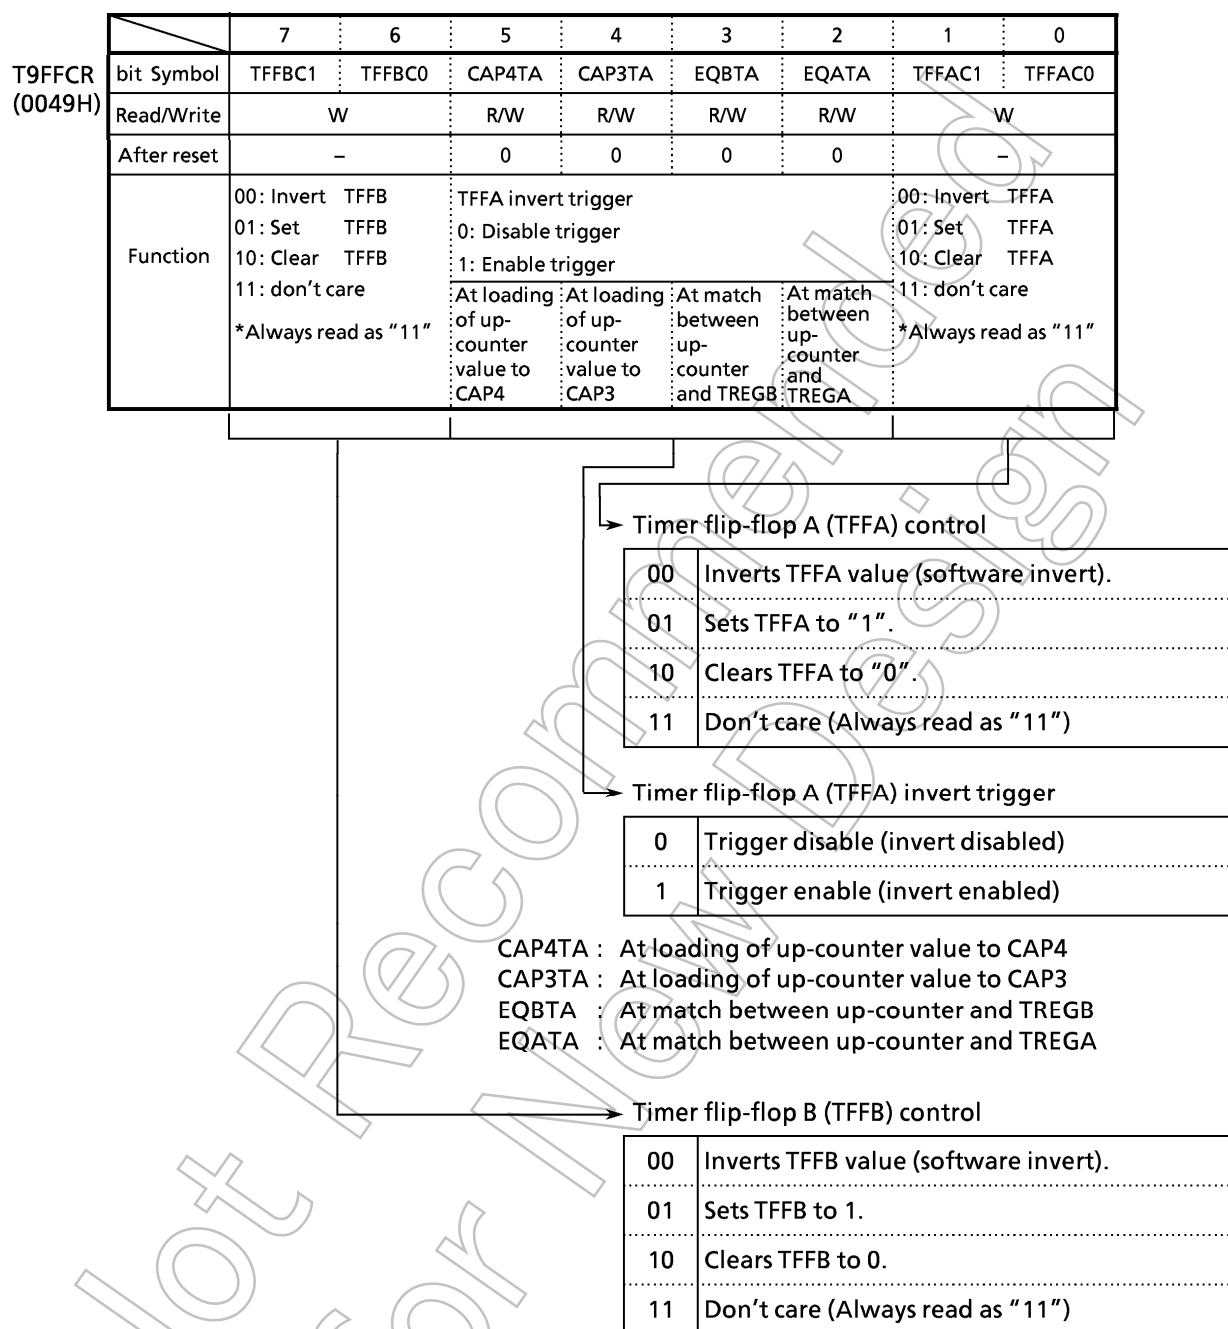 7 6 5 4 3 2 1 0
T9FFCR
(0049H)
bit Symbol TFFBC1 TFFBC0 CAP4TA CAP3TA EQBTA EQATA TFFAC1 TFFAC0
Read/Write W R/W R/W R/W R/W W
After reset – 0 0 0 0 –
Function
00: Invert TFFB
01: Set TFFB
10: Clear TFFB
11: don't care
*Always read as "11"
TFFA invert trigger
0: Disable trigger
1: Enable trigger
At loading
of up-
counter
value to
CAP4
At loading
of up-
counter
value to
CAP3
At match
between
up-
counter
and TREGB
At match
between
up-
counter
and
TREGA
00: Invert TFFA
01: Set TFFA
10: Clear TFFA
11: don't care
*Always read as "11"
Timer flip-flop A (TFFA) control
00 Inverts TFFA value (software invert).
01 Sets TFFA to "1".
10 Clears TFFA to "0".
11 Don't care (Always read as "11")
Timer flip-flop A (TFFA) invert trigger
0 Trigger disable (invert disabled)
1 Trigger enable (invert enabled)
CAP4TA : At loading of up-counter value to CAP4
CAP3TA : At loading of up-counter value to CAP3
EQBTA : At match between up-counter and TREGB
EQATA : At match between up-counter and TREGA
Timer flip-flop B (TFFB) control
00 Inverts TFFB value (software invert).
01 Sets TFFB to 1.
10 Clears TFFB to 0.
11 Don't care (Always read as "11")
Not Recommended
for New Design